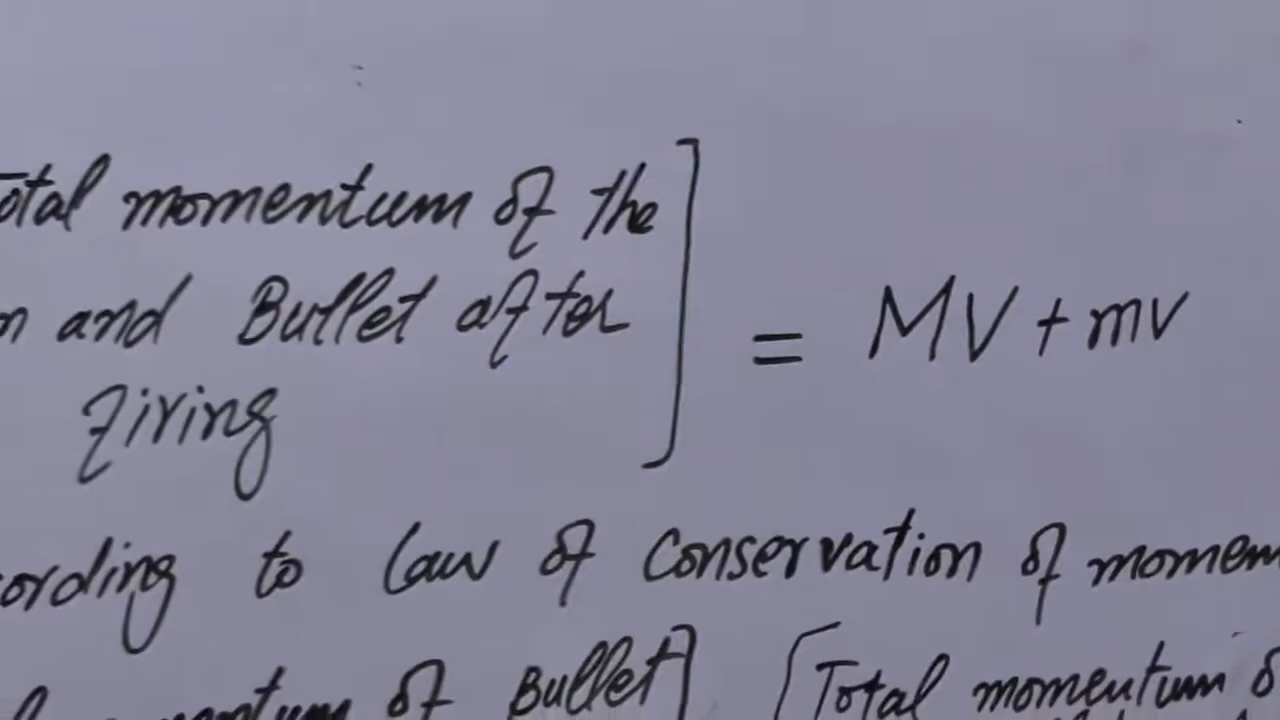 otal momentum of the
n and Bullet after ] = MV + mv
firing
ording to law of conservation of momen
of Bullet] [Total momentum o